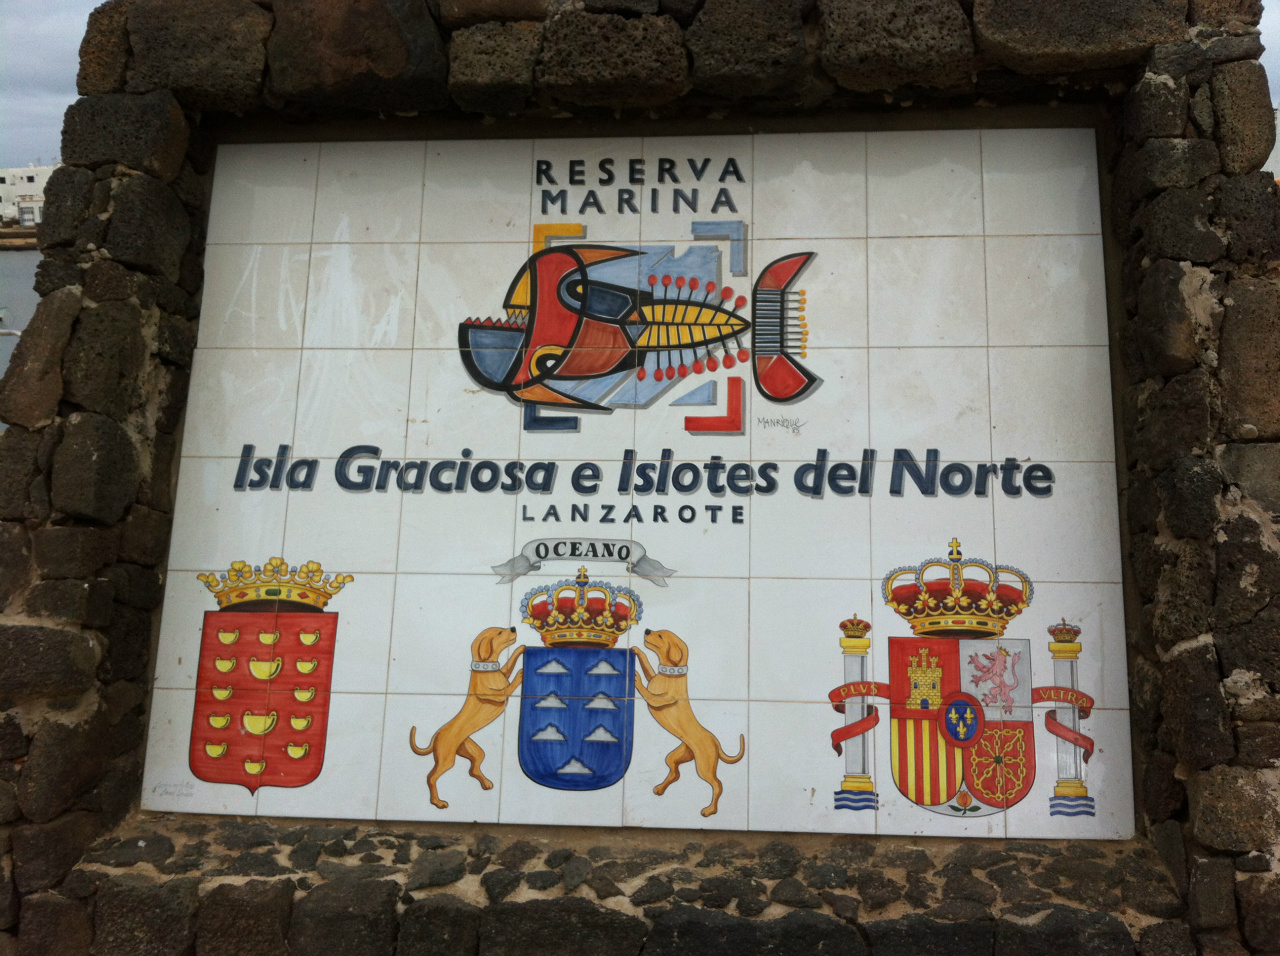 RESERVA
MARINA
MANRIQUE
Isla Graciosa e Islotes del Norte
LANZAROTE
OCEANO
PLVS VLTRA